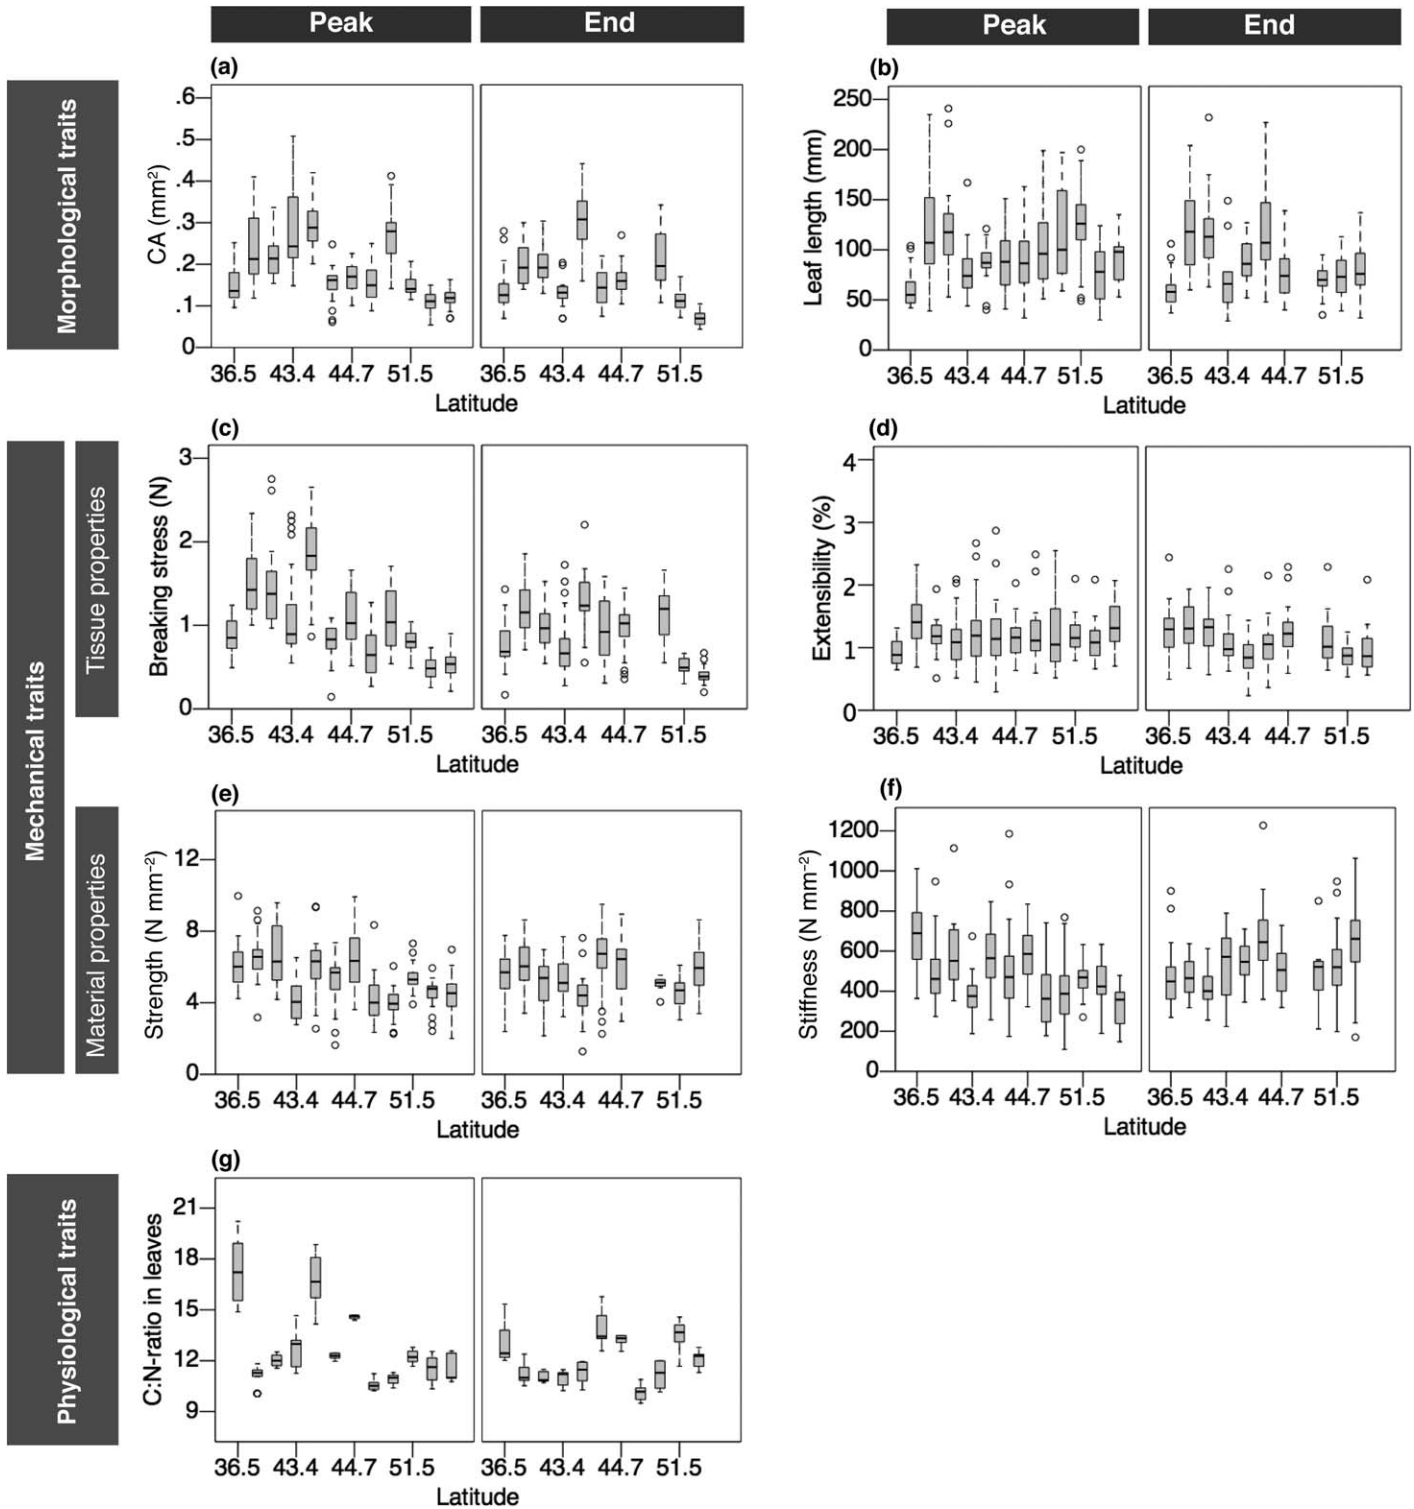 Peak End Peak End
Morphological traits
(a)
CA (mm2)
.6
.5
.4
.3
.2
.1
0
36.5 43.4 44.7 51.5 36.5 43.4 44.7 51.5
Latitude
(b)
Leaf length (mm)
250
200
150
100
50
0
36.5 43.4 44.7 51.5 36.5 43.4 44.7 51.5
Latitude
Mechanical traits
Tissue properties
(c)
Breaking stress (N)
3
2
1
0
36.5 43.4 44.7 51.5 36.5 43.4 44.7 51.5
Latitude
(d)
Extensibility (%)
4
3
2
1
0
36.5 43.4 44.7 51.5 36.5 43.4 44.7 51.5
Latitude
Material properties
(e)
Strength (N mm–2)
12
8
4
0
36.5 43.4 44.7 51.5 36.5 43.4 44.7 51.5
Latitude
(f)
Stiffness (N mm–2)
1200
1000
800
600
400
200
0
36.5 43.4 44.7 51.5 36.5 43.4 44.7 51.5
Latitude
Physiological traits
(g)
C:N-ratio in leaves
21
18
15
12
9
36.5 43.4 44.7 51.5 36.5 43.4 44.7 51.5
Latitude